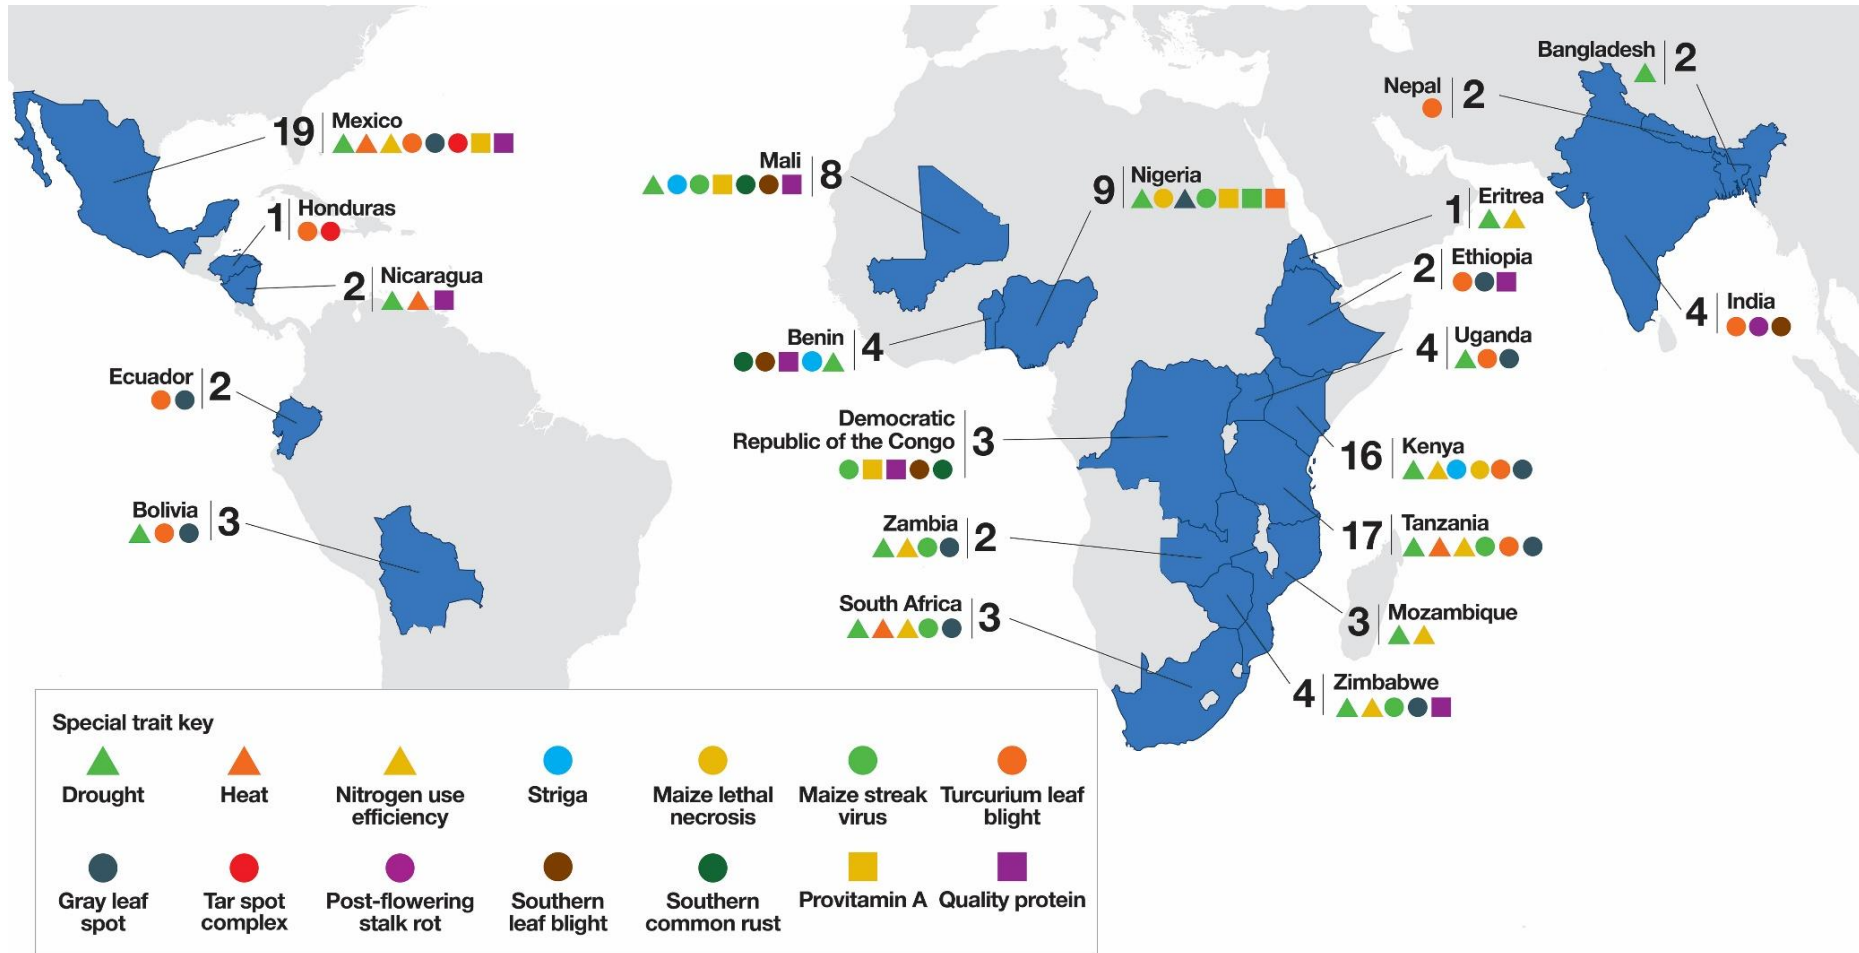 Bangladesh 2
Nepal 2
19 Mexico
Mali 8
9 Nigeria
1 Eritrea
1 Honduras
2 Ethiopia
2 Nicaragua
4 India
Benin 4
4 Uganda
Ecuador 2
Democratic
Republic of the Congo 3
16 Kenya
Bolivia 3
Zambia 2
17 Tanzania
South Africa 3
3 Mozambique
4 Zimbabwe
Special trait key
Drought
Heat
Nitrogen use
efficiency
Striga
Maize lethal
necrosis
Maize streak
virus
Turcurium leaf
blight
Gray leaf
spot
Tar spot
complex
Post-flowering
stalk rot
Southern
leaf blight
Southern
common rust
Provitamin A
Quality protein